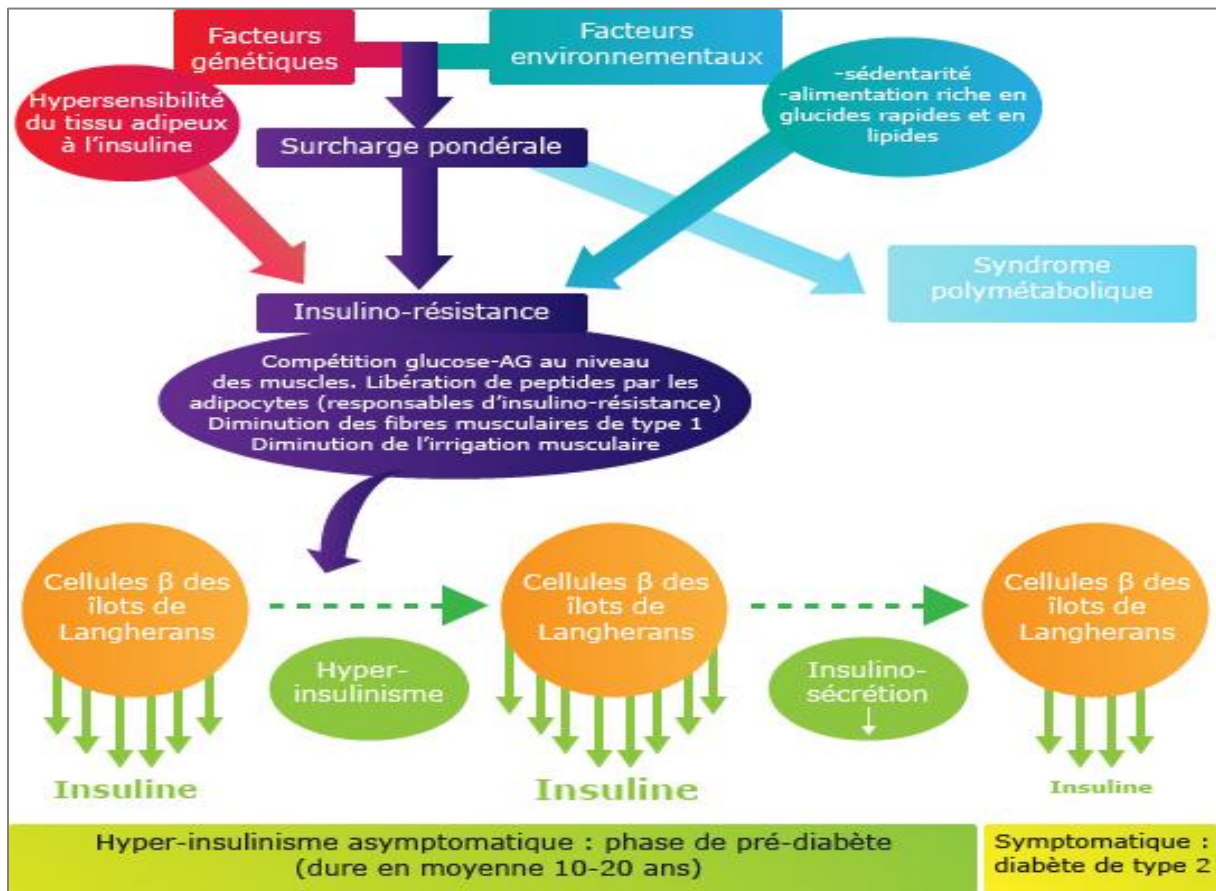 Facteurs
génétiques
Facteurs
environnementaux
Hypersensibilité
du tissu adipeux
à l'insuline
-sédentarité
-alimentation riche en
glucides rapides et en
lipides
Surcharge pondérale
Syndrome
polymétabolique
Insulino-résistance
Compétition glucose-AG au niveau
des muscles. Libération de peptides par les
adipocytes (responsables d'insulino-résistance)
Diminution des fibres musculaires de type 1
Diminution de l'irrigation musculaire
Cellules β des
îlots de
Langherans
Hyper-
insulinisme
Cellules β des
îlots de
Langherans
Insulino-
sécrétion
Cellules β des
îlots de
Langherans
Insuline
Insuline
Insuline
Hyper-insulinisme asymptomatique : phase de pré-diabète
(dure en moyenne 10-20 ans)
Symptomatique :
diabète de type 2